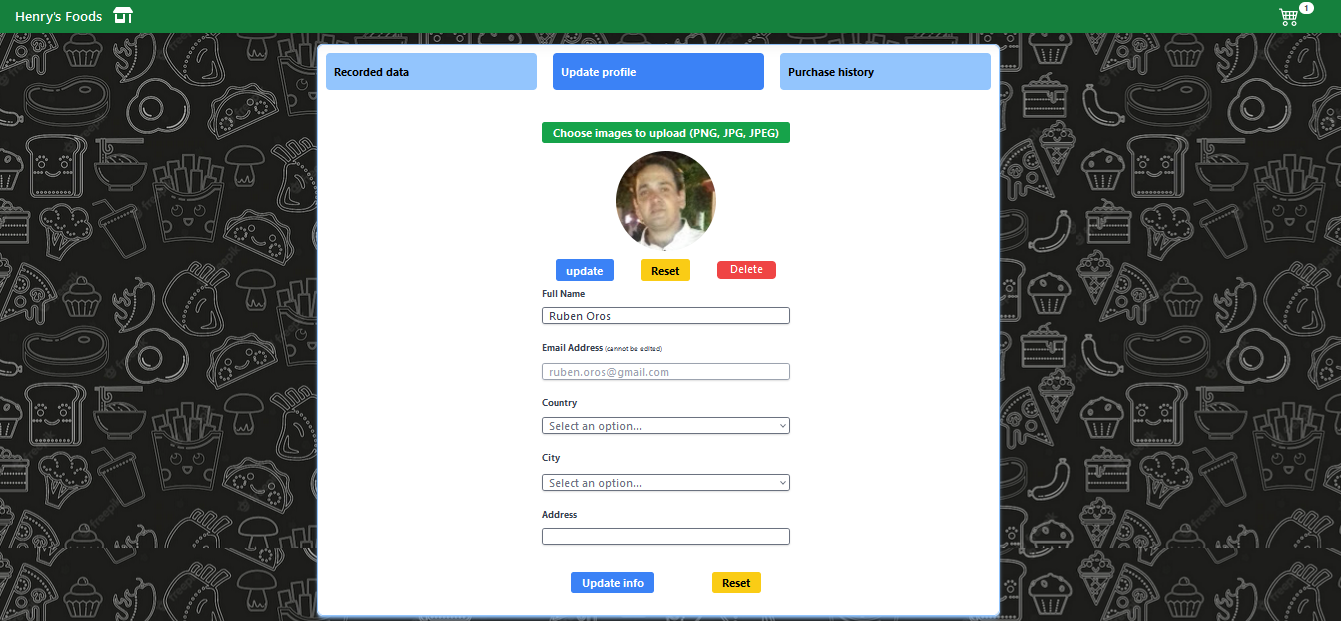 Henry's Foods
1
Recorded data
Update profile
Purchase history
Choose images to upload (PNG, JPG, JPEG)
update
Reset
Delete
Full Name
Ruben Oros
Email Address (cannot be edited)
ruben.oros@gmail.com
Country
Select an option...
City
Select an option...
Address
Update info
Reset